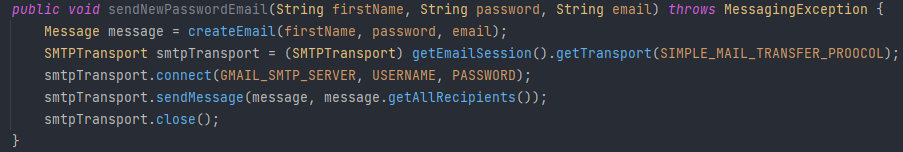 public void sendNewPasswordEmail(String firstName, String password, String email) throws MessagingException {
Message message = createEmail(firstName, password, email);
SMTPTransport smtpTransport = (SMTPTransport) getEmailSession().getTransport(SIMPLE_MAIL_TRANSFER_PROOCOL);
smtpTransport.connect(GMAIL_SMTP_SERVER, USERNAME, PASSWORD);
smtpTransport.sendMessage(message, message.getAllRecipients());
smtpTransport.close();
}